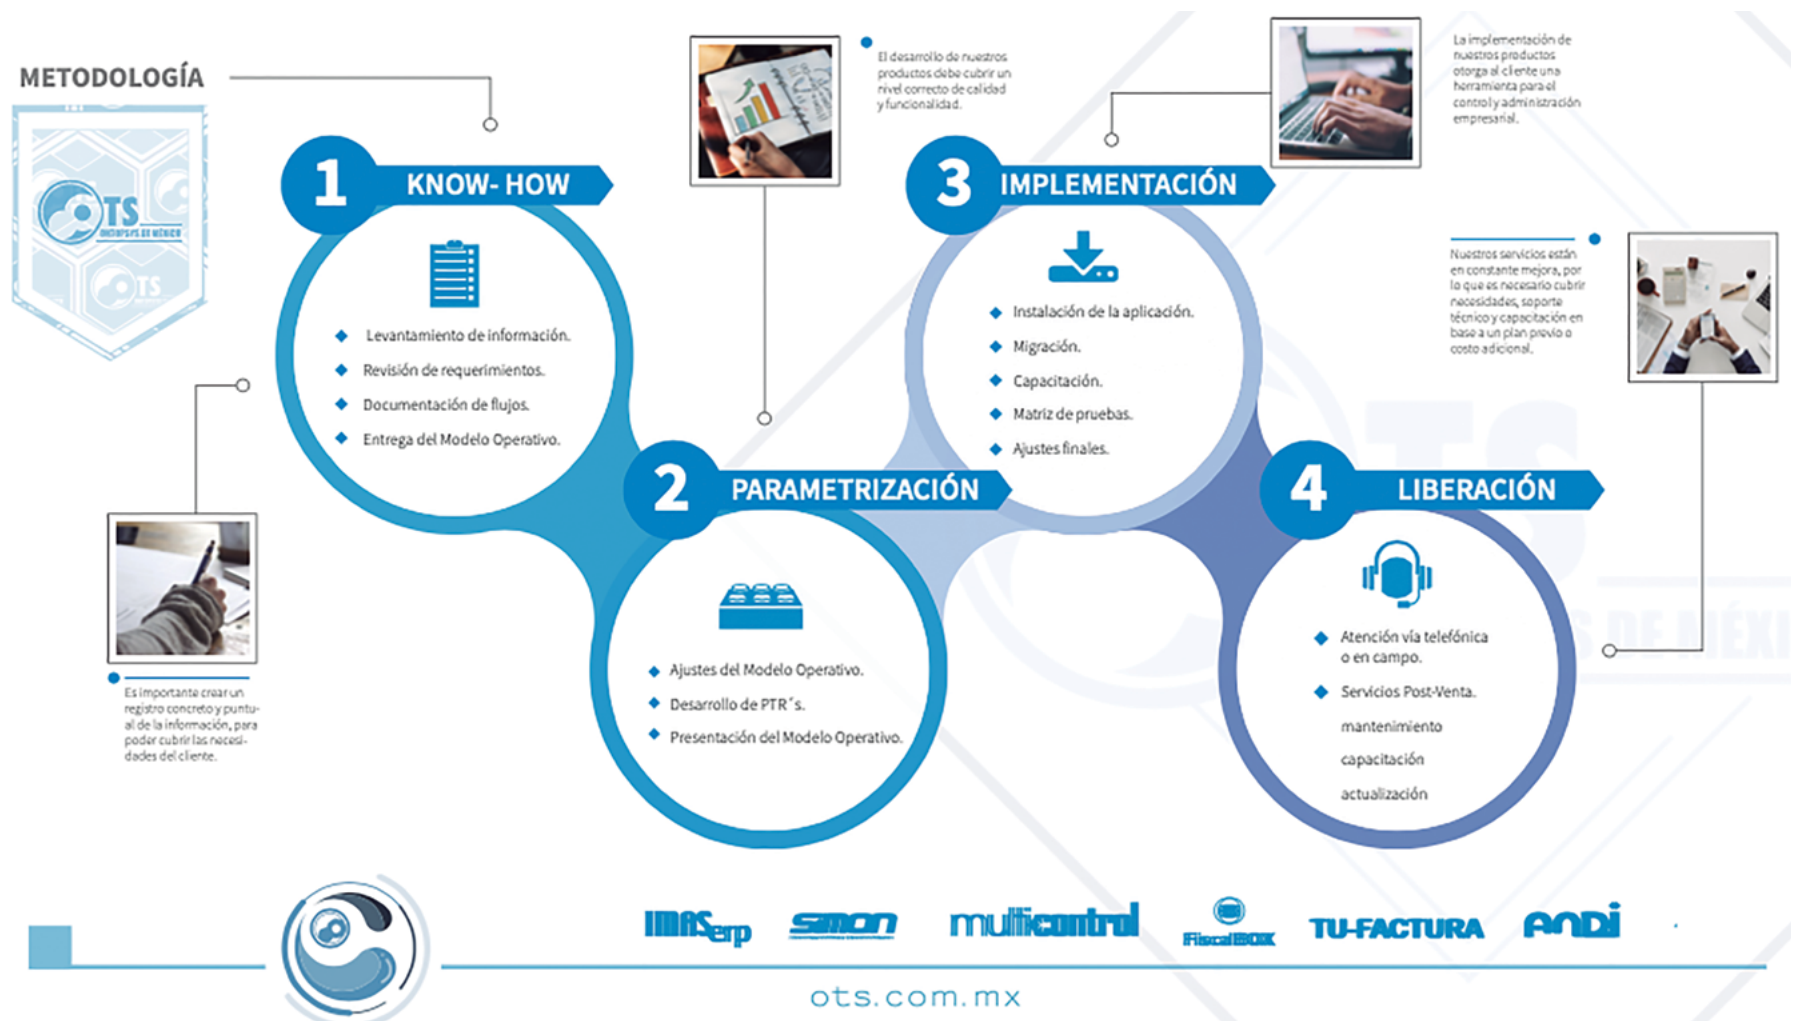 METODOLOGÍA
OTS
ONCTOPSYS DE MÉXICO
OTS
1
KNOW- HOW
Levantamiento de información.
Revisión de requerimientos.
Documentación de flujos.
Entrega del Modelo Operativo.
Es importante crear un
registro concreto y puntu-
al de la información, para
poder cubrir las necesi-
dades del cliente.
El desarrollo de nuestros
productos debe cubrir un
nivel correcto de calidad
y funcionalidad.
2
PARAMETRIZACIÓN
Ajustes del Modelo Operativo.
Desarrollo de PTR´s.
Presentación del Modelo Operativo.
3
IMPLEMENTACIÓN
Instalación de la aplicación.
Migración.
Capacitación.
Matriz de pruebas.
Ajustes finales.
La implementación de
nuestros productos
otorga al cliente una
herramienta para el
control y administración
empresarial.
Nuestros servicios están
en constante mejora, por
lo que es necesario cubrir
necesidades, soporte
técnico y capacitación en
base a un plan previo o
costo adicional.
4
LIBERACIÓN
Atención vía telefónica
o en campo.
Servicios Post-Venta.
mantenimiento
capacitación
actualización
TS
S DE MÉXI
IMASerp
simon
multicontrol
FiscalBOX
TU-FACTURA
ANDi
ots.com.mx